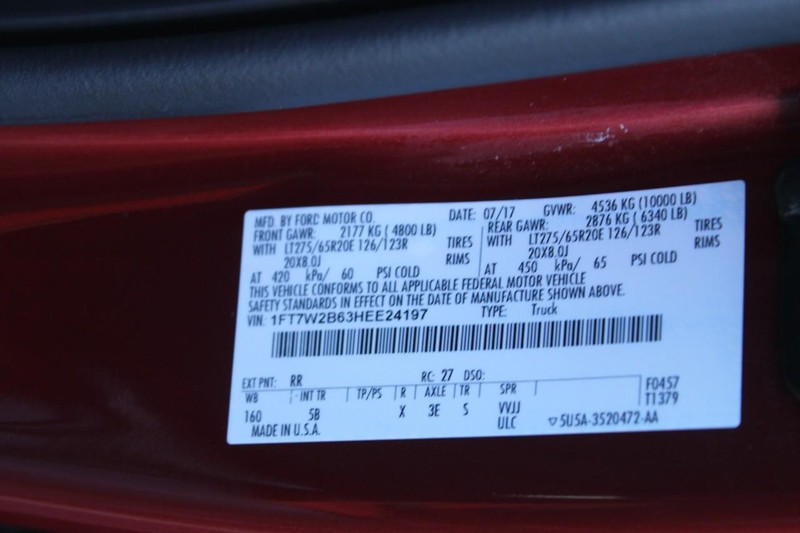 MFD. BY FORD MOTOR CO. DATE: 07/17 GVWR: 4536 KG (10000 LB)
FRONT GAWR: 2177 KG ( 4800 LB) REAR GAWR: 2876 KG ( 6340 LB)
WITH LT275/65R20E 126/123R TIRES WITH LT275/65R20E 126/123R TIRES
20X8.0J RIMS 20X8.0J RIMS
AT 420 kPa/ 60 PSI COLD AT 450 kPa/ 65 PSI COLD
THIS VEHICLE CONFORMS TO ALL APPLICABLE FEDERAL MOTOR VEHICLE
SAFETY STANDARDS IN EFFECT ON THE DATE OF MANUFACTURE SHOWN ABOVE.
VIN: 1FT7W2B63HEE24197 TYPE: Truck
EXT PNT: RR RC: 27 DSO: F0457
WB INT TR TP/PS R AXLE TR SPR T1379
160 5B X 3E S VVJJ
MADE IN U.S.A. ULC ▽5U5A-3520472-AA